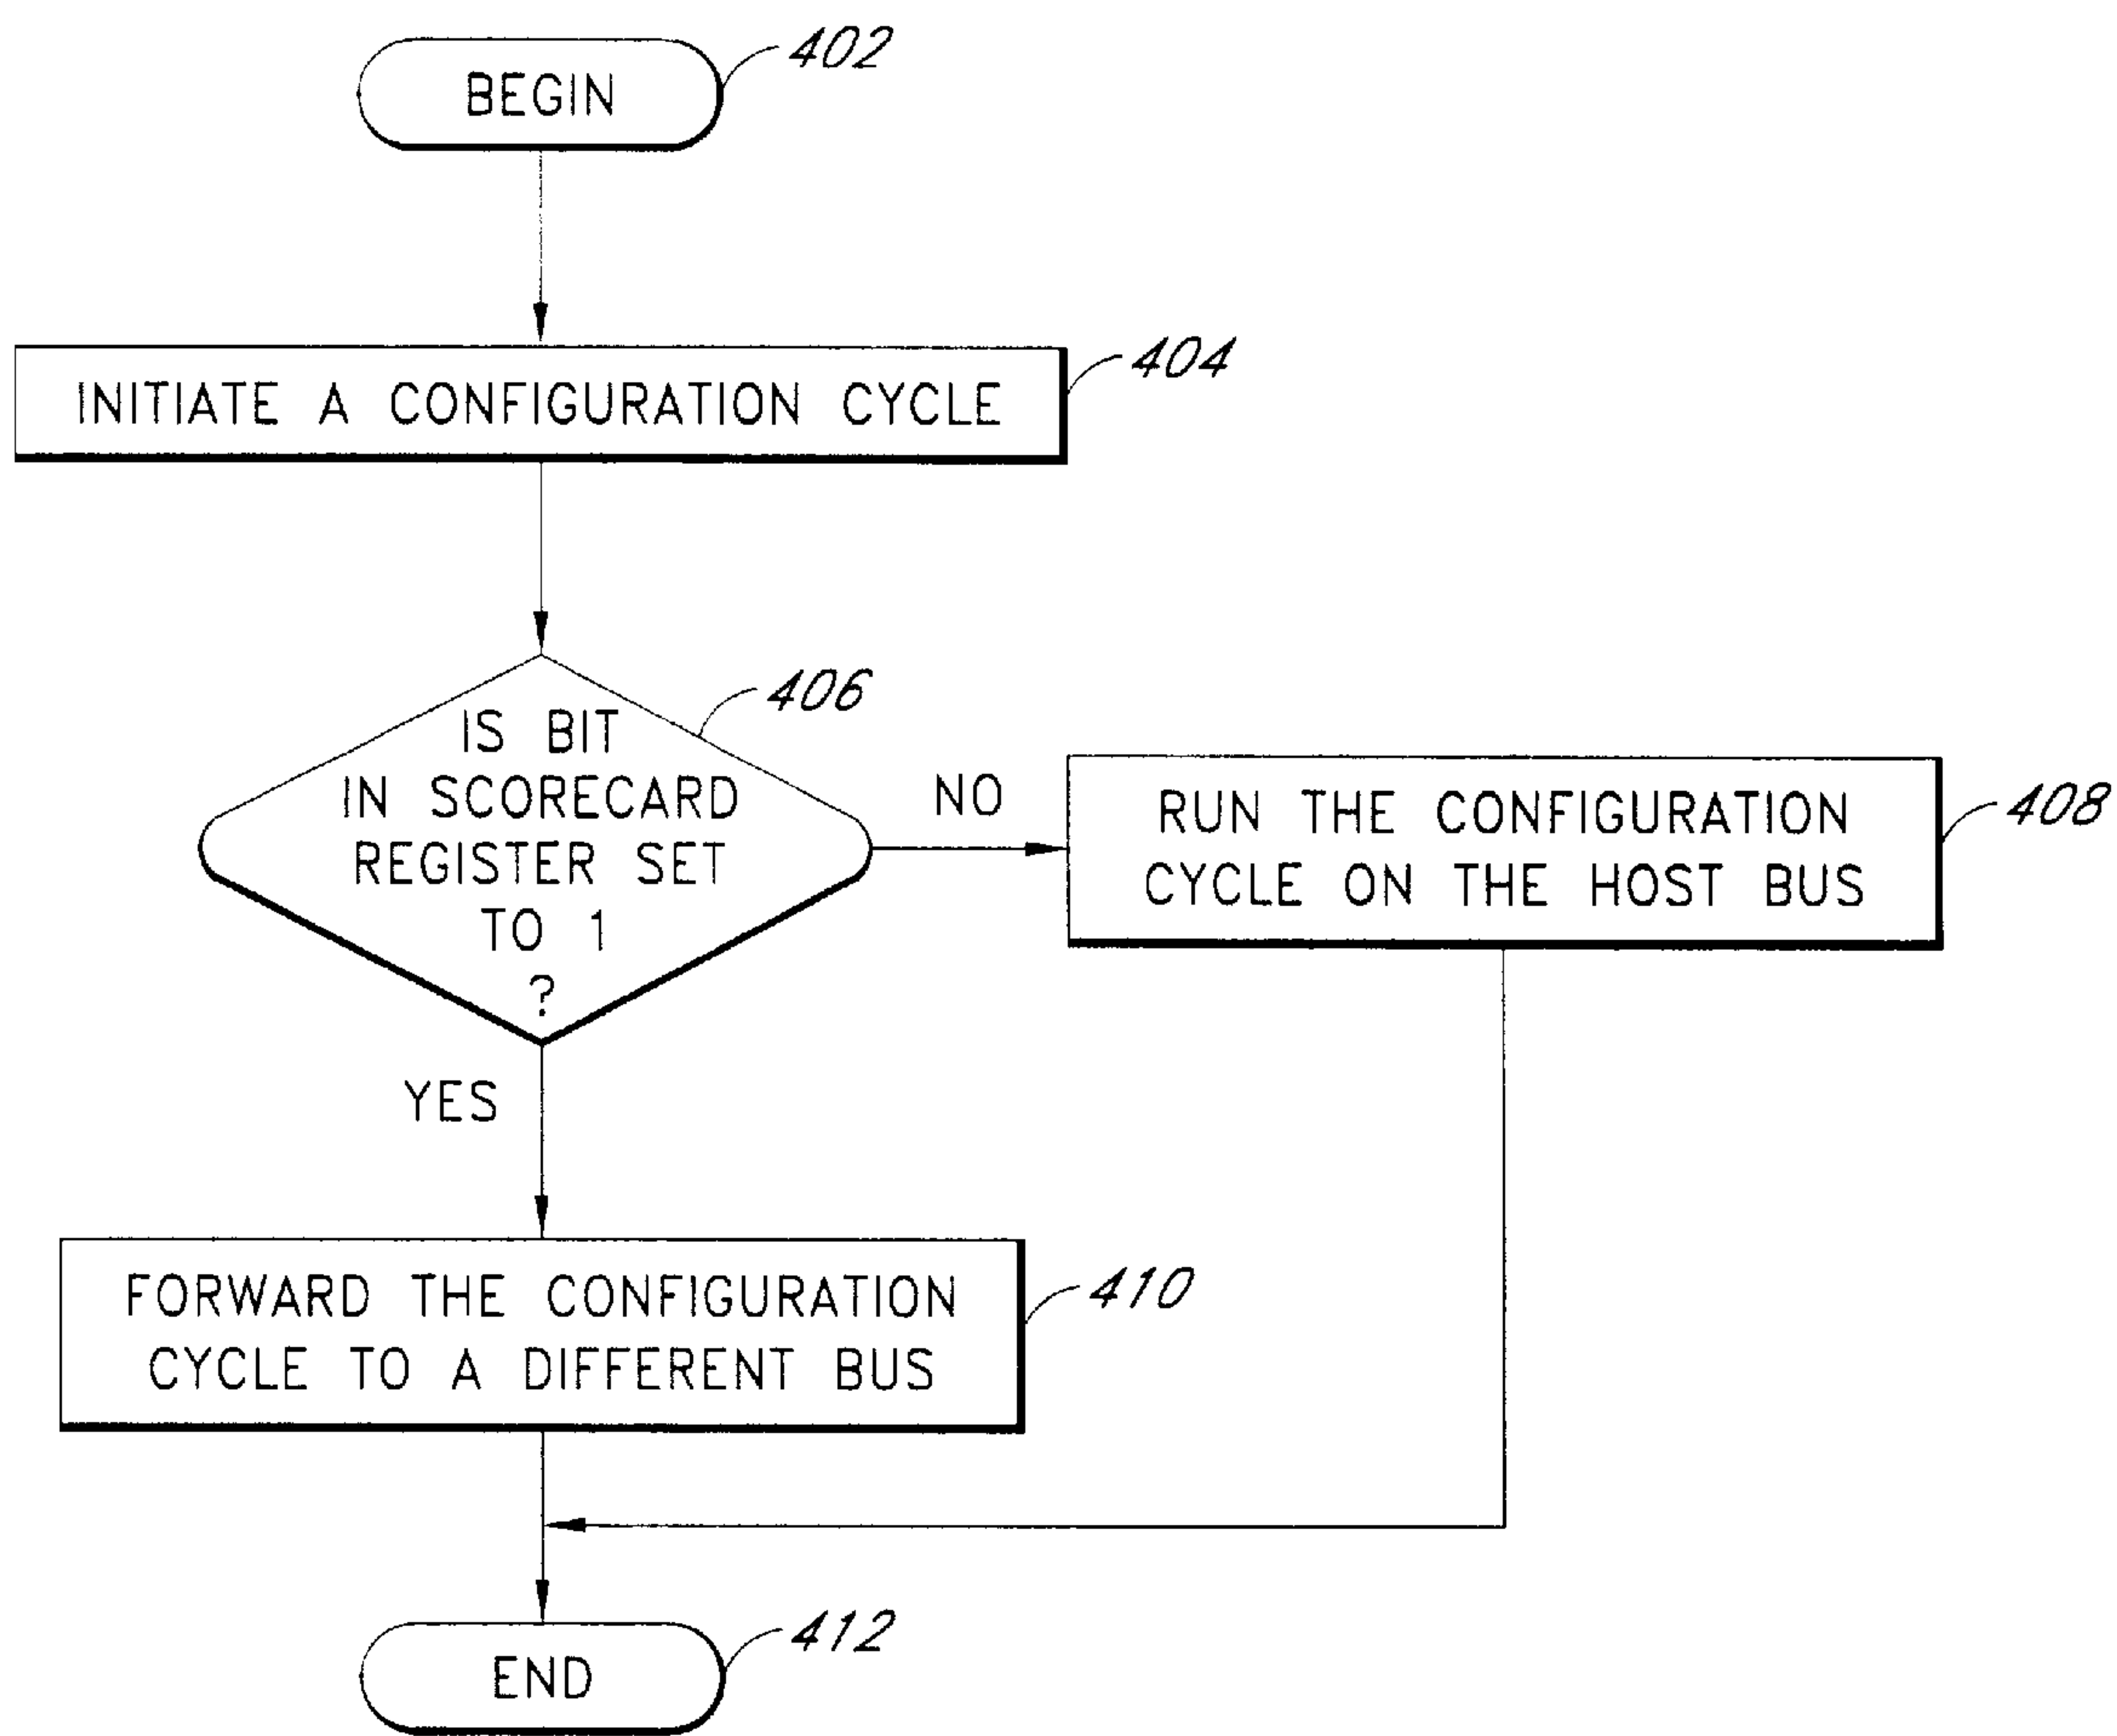 BEGIN
402
INITIATE A CONFIGURATION CYCLE
404
IS BIT
IN SCORECARD
REGISTER SET
TO 1
?
406
NO
RUN THE CONFIGURATION
CYCLE ON THE HOST BUS
408
YES
FORWARD THE CONFIGURATION
CYCLE TO A DIFFERENT BUS
410
END
412